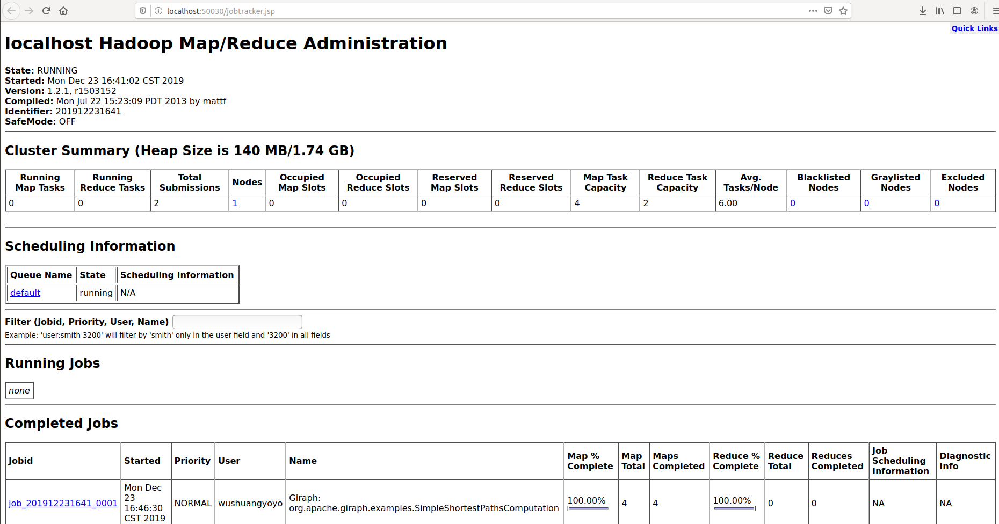 localhost:50030/jobtracker.jsp
Quick Links
localhost Hadoop Map/Reduce Administration
State: RUNNING
Started: Mon Dec 23 16:41:02 CST 2019
Version: 1.2.1, r1503152
Compiled: Mon Jul 22 15:23:09 PDT 2013 by mattf
Identifier: 201912231641
SafeMode: OFF
Cluster Summary (Heap Size is 140 MB/1.74 GB)
Running Map Tasks Running Reduce Tasks Total Submissions Nodes Occupied Map Slots Occupied Reduce Slots Reserved Map Slots Reserved Reduce Slots Map Task Capacity Reduce Task Capacity Avg. Tasks/Node Blacklisted Nodes Graylisted Nodes Excluded Nodes
0 0 2 1 0 0 0 0 4 2 6.00 0 0 0
Scheduling Information
Queue Name State Scheduling Information
default running N/A
Filter (Jobid, Priority, User, Name)
Example: 'user:smith 3200' will filter by 'smith' only in the user field and '3200' in all fields
Running Jobs
none
Completed Jobs
Jobid Started Priority User Name Map % Complete Map Total Maps Completed Reduce % Complete Reduce Total Reduces Completed Job Scheduling Information Diagnostic Info
job_201912231641_0001 Mon Dec 23 16:46:30 CST 2019 NORMAL wushuangyoyo Giraph: org.apache.giraph.examples.SimpleShortestPathsComputation 100.00% 4 4 100.00% 0 0 NA NA